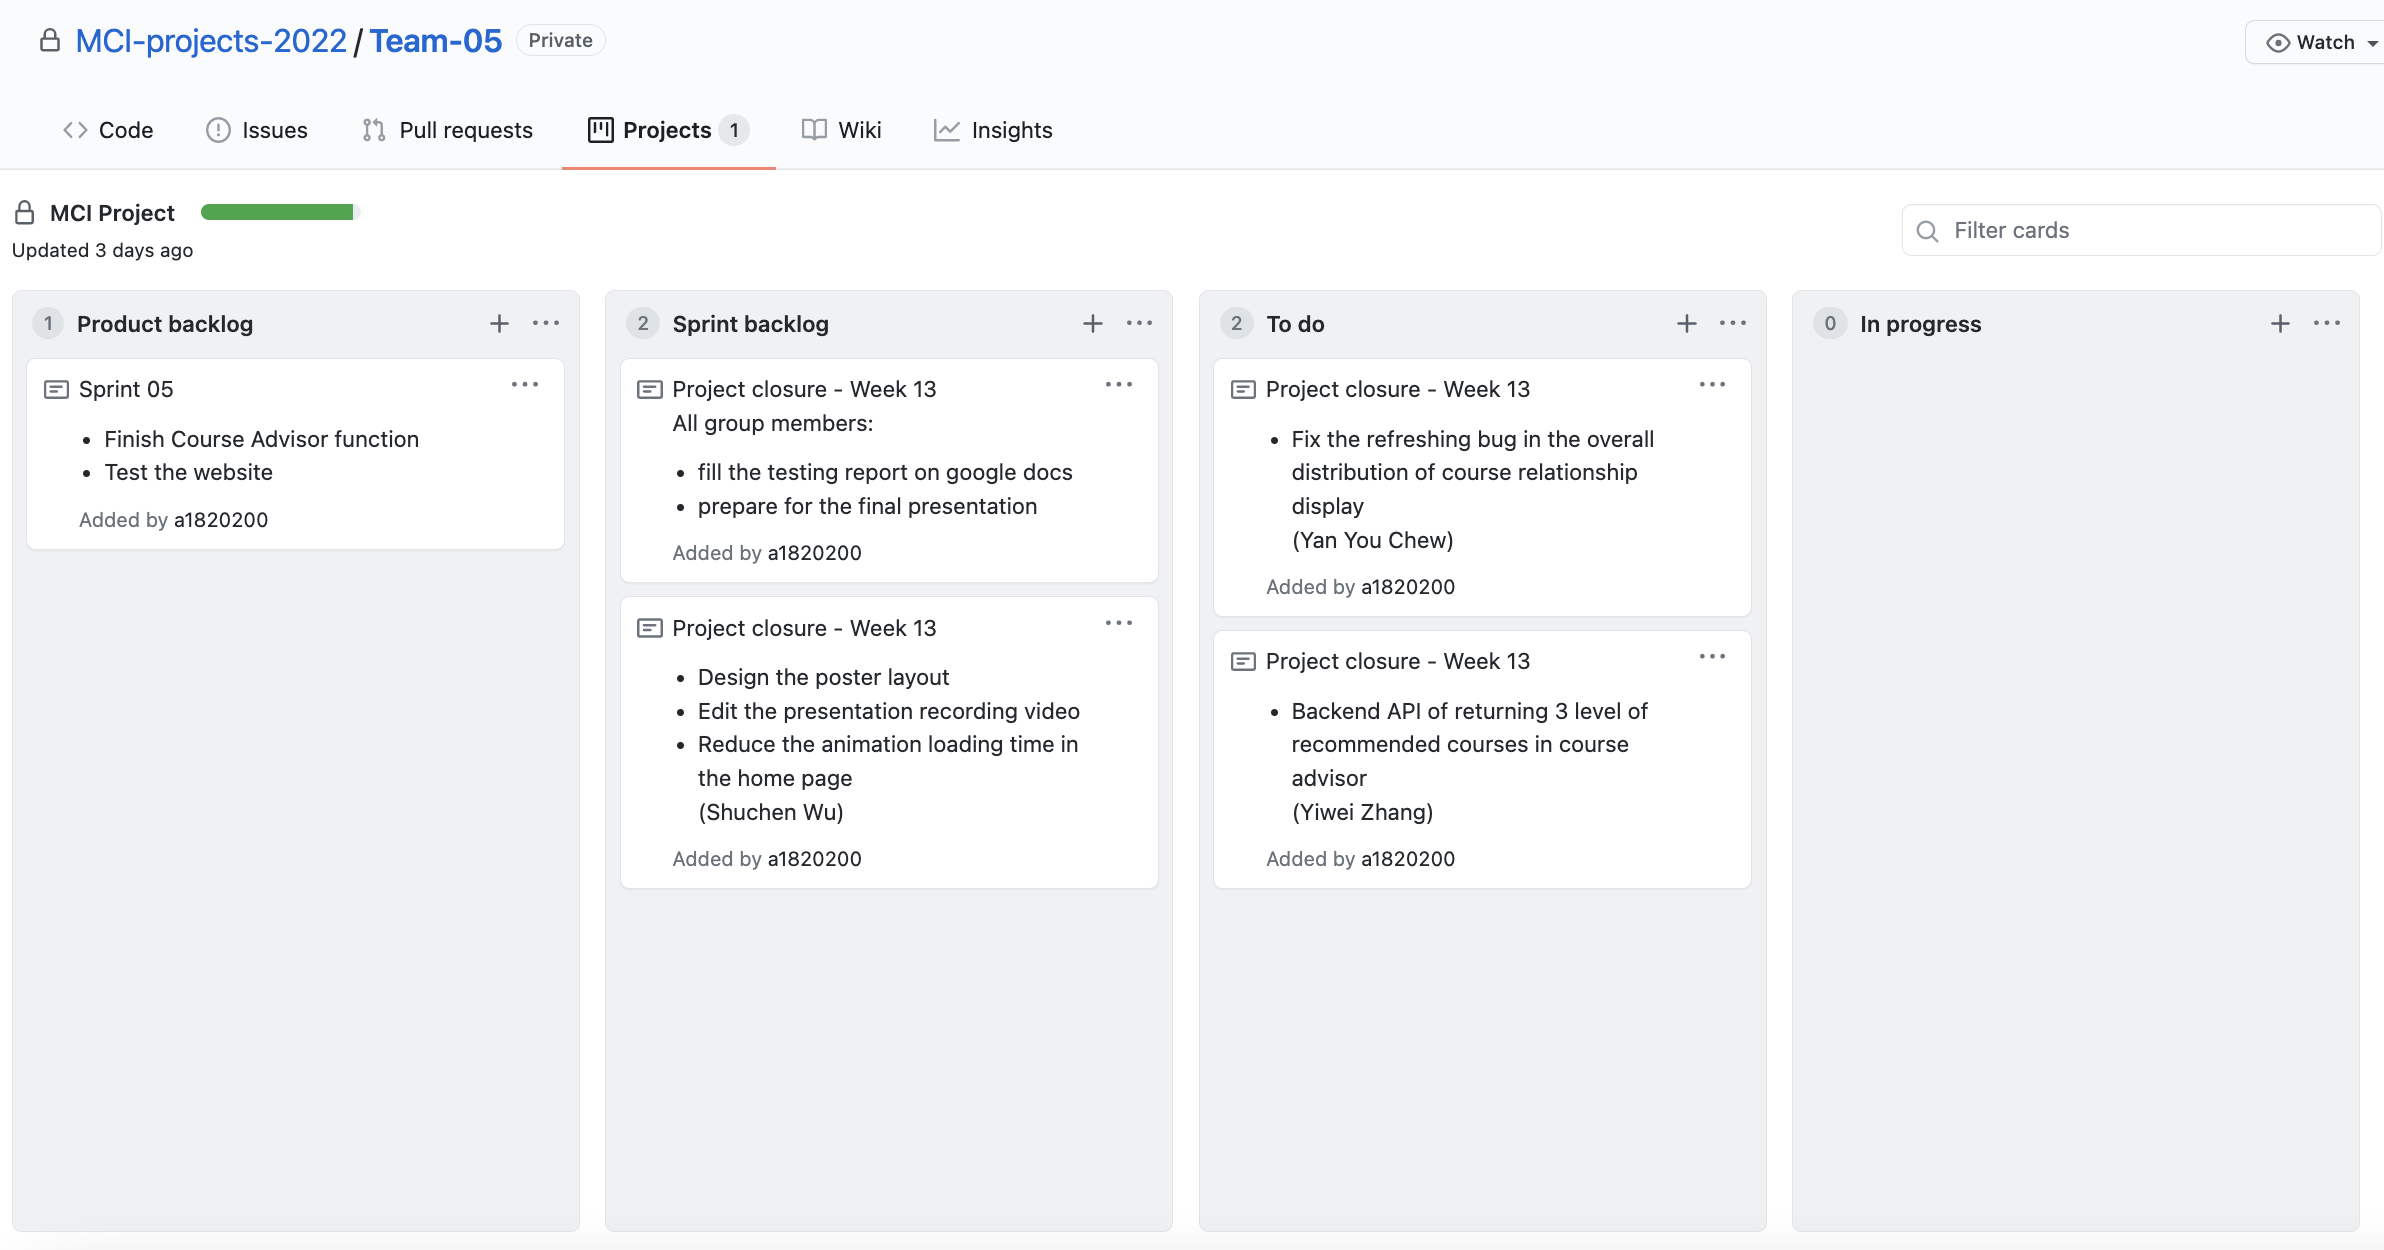 MCI-projects-2022 / Team-05 Private
Watch
Code Issues Pull requests Projects 1 Wiki Insights
MCI Project
Updated 3 days ago
Filter cards
1 Product backlog
Sprint 05
• Finish Course Advisor function
• Test the website
Added by a1820200
2 Sprint backlog
Project closure - Week 13
All group members:
• fill the testing report on google docs
• prepare for the final presentation
Added by a1820200
Project closure - Week 13
• Design the poster layout
• Edit the presentation recording video
• Reduce the animation loading time in
the home page
(Shuchen Wu)
Added by a1820200
2 To do
Project closure - Week 13
• Fix the refreshing bug in the overall
distribution of course relationship
display
(Yan You Chew)
Added by a1820200
Project closure - Week 13
• Backend API of returning 3 level of
recommended courses in course
advisor
(Yiwei Zhang)
Added by a1820200
0 In progress